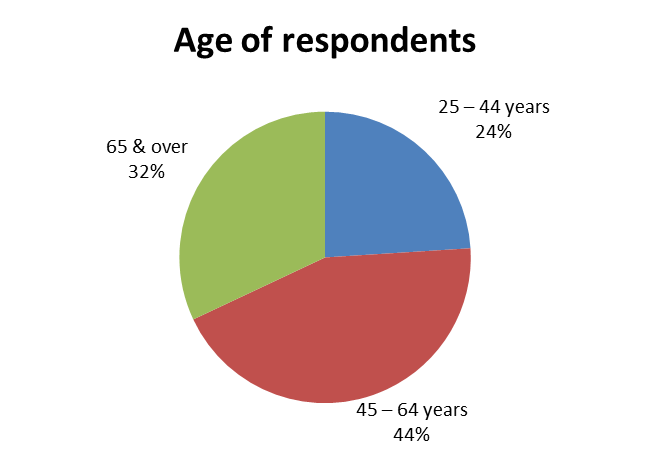 Age of respondents
25 – 44 years
24%
65 & over
32%
45 – 64 years
44%